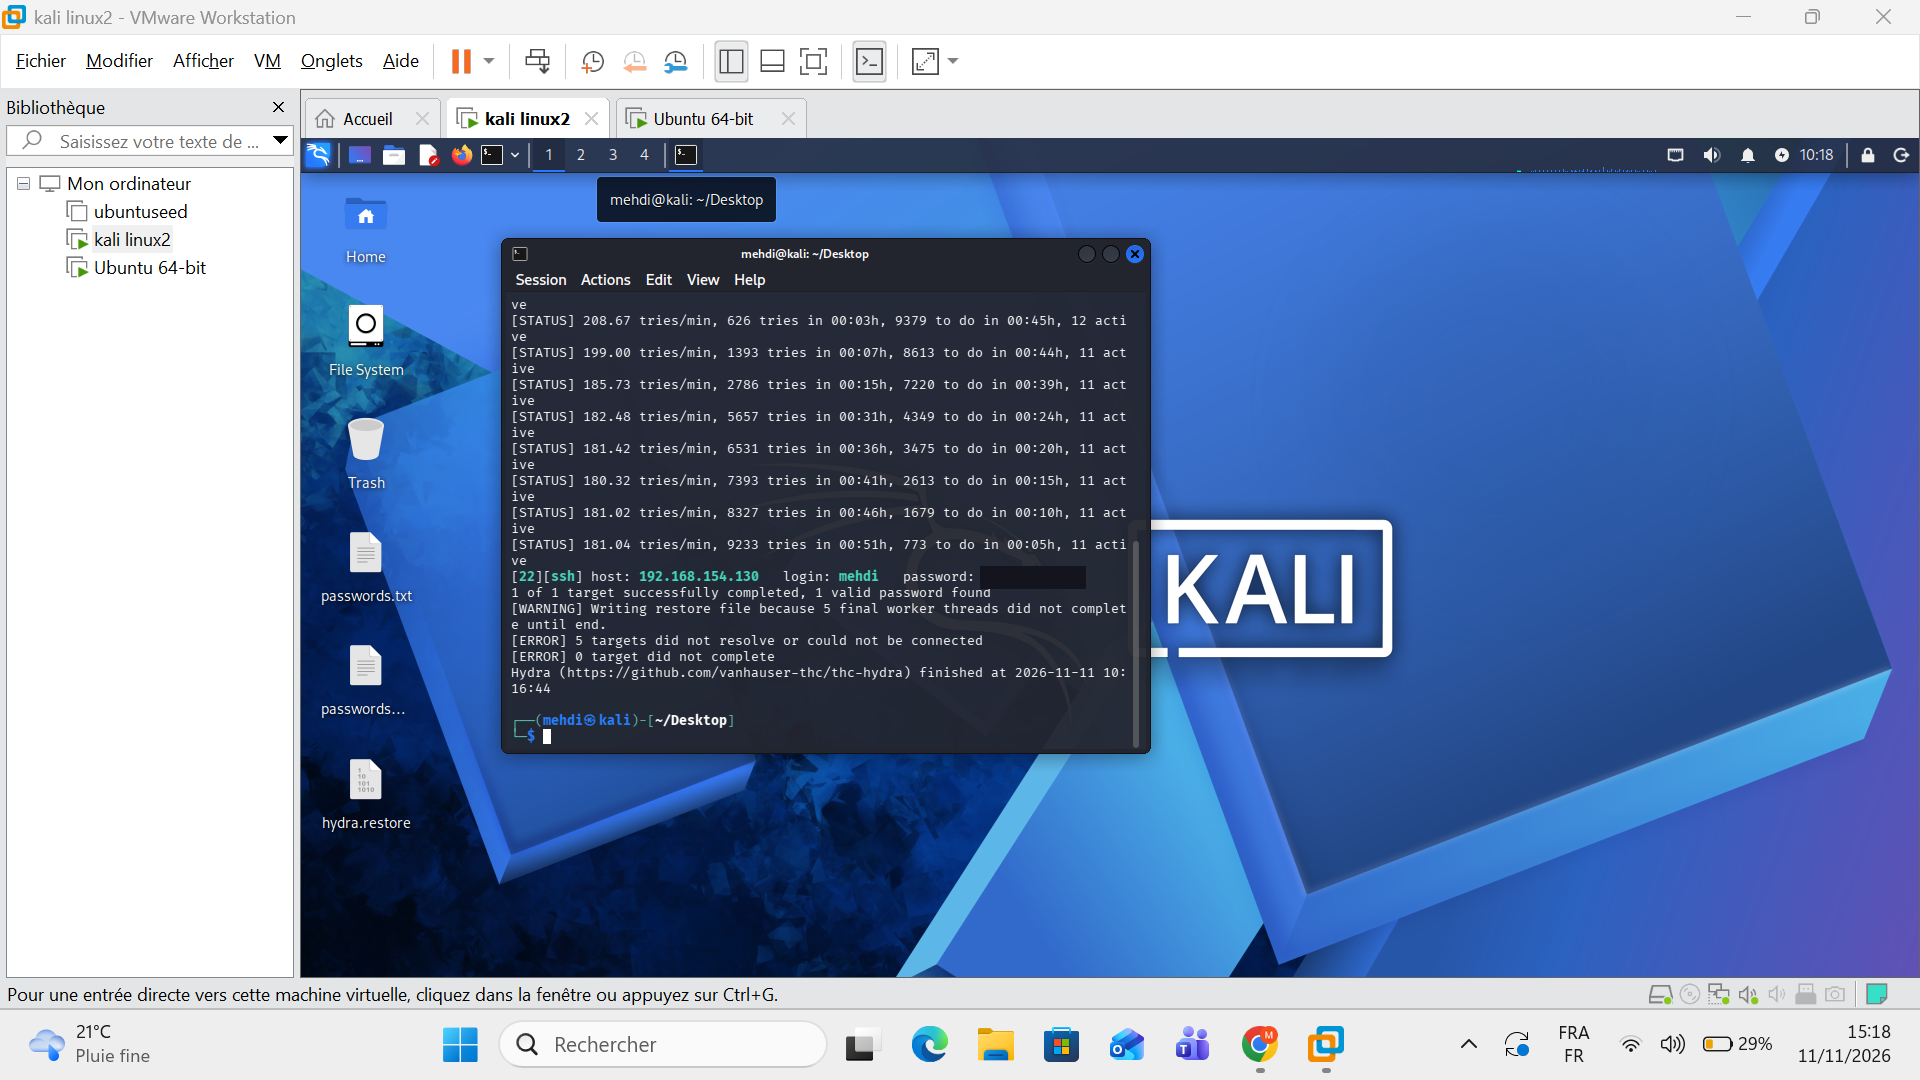 kali linux2 - VMware Workstation
Fichier Modifier Afficher VM Onglets Aide
Bibliothèque
Saisissez votre texte de ...
Mon ordinateur
ubuntuseed
kali linux2
Ubuntu 64-bit
Accueil
kali linux2
Ubuntu 64-bit
1 2 3 4
10:18
mehdi@kali: ~/Desktop
Home
File System
Trash
passwords.txt
passwords...
hydra.restore
mehdi@kali: ~/Desktop
Session Actions Edit View Help
ve
[STATUS] 208.67 tries/min, 626 tries in 00:03h, 9379 to do in 00:45h, 12 acti
ve
[STATUS] 199.00 tries/min, 1393 tries in 00:07h, 8613 to do in 00:44h, 11 act
ive
[STATUS] 185.73 tries/min, 2786 tries in 00:15h, 7220 to do in 00:39h, 11 act
ive
[STATUS] 182.48 tries/min, 5657 tries in 00:31h, 4349 to do in 00:24h, 11 act
ive
[STATUS] 181.42 tries/min, 6531 tries in 00:36h, 3475 to do in 00:20h, 11 act
ive
[STATUS] 180.32 tries/min, 7393 tries in 00:41h, 2613 to do in 00:15h, 11 act
ive
[STATUS] 181.02 tries/min, 8327 tries in 00:46h, 1679 to do in 00:10h, 11 act
ive
[STATUS] 181.04 tries/min, 9233 tries in 00:51h, 773 to do in 00:05h, 11 acti
ve
[22][ssh] host: 192.168.154.130 login: mehdi password:
1 of 1 target successfully completed, 1 valid password found
[WARNING] Writing restore file because 5 final worker threads did not complet
e until end.
[ERROR] 5 targets did not resolve or could not be connected
[ERROR] 0 target did not complete
Hydra (https://github.com/vanhauser-thc/thc-hydra) finished at 2026-11-11 10:
16:44
┌──(mehdi㉿kali)-[~/Desktop]
└─$
KALI
Pour une entrée directe vers cette machine virtuelle, cliquez dans la fenêtre ou appuyez sur Ctrl+G.
21°C
Pluie fine
Rechercher
FRA
FR
29%
15:18
11/11/2026